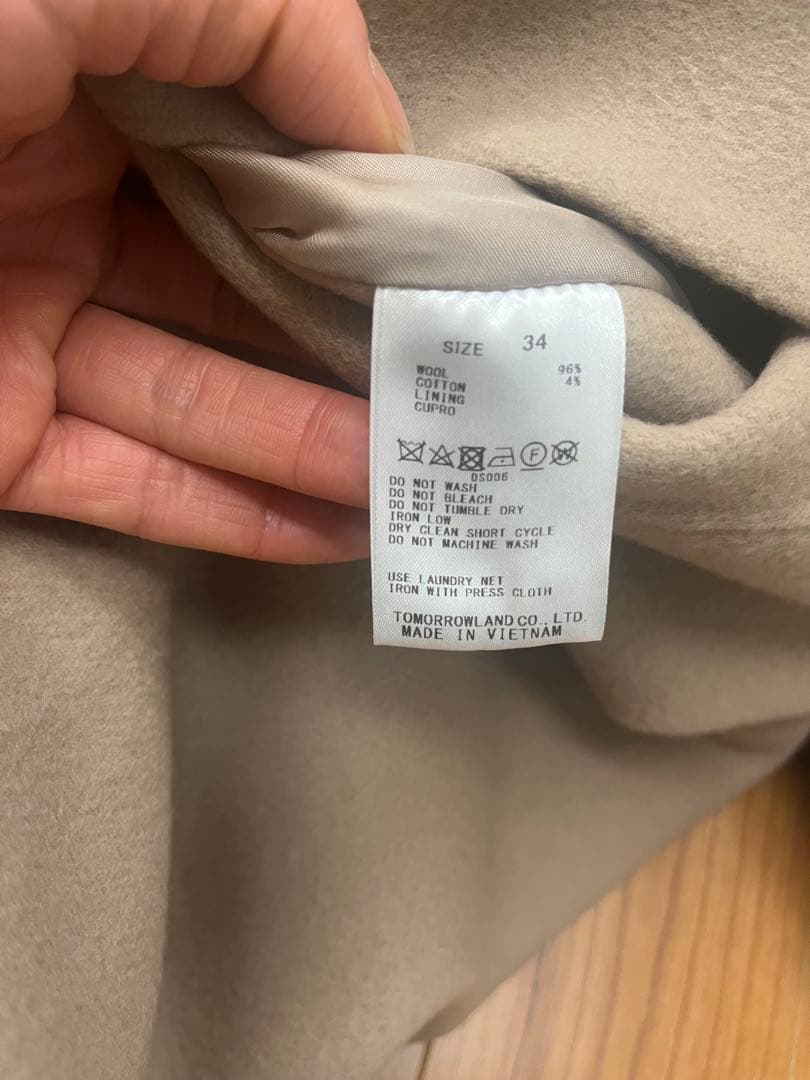 SIZE 34
WOOL 96%
COTTON 4%
LINING
CUPRO
F W
DS006
DO NOT WASH
DO NOT BLEACH
DO NOT TUMBLE DRY
IRON LOW
DRY CLEAN SHORT CYCLE
DO NOT MACHINE WASH
USE LAUNDRY NET
IRON WITH PRESS CLOTH
TOMORROWLAND CO., LTD.
MADE IN VIETNAM